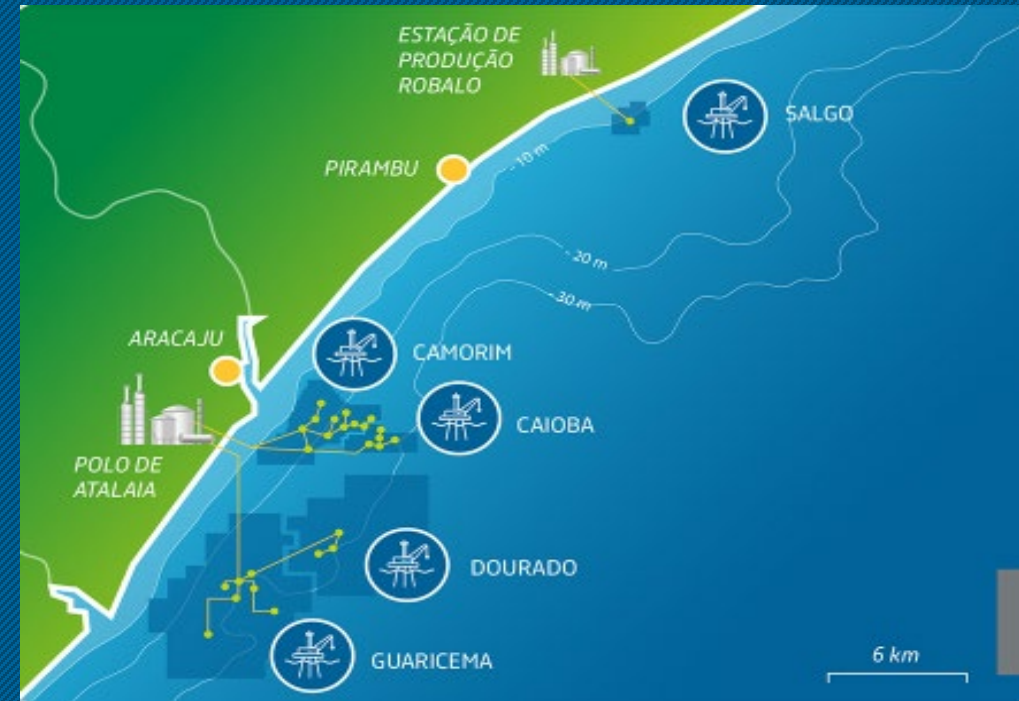 ESTAÇÃO DE
PRODUÇÃO
ROBALO
SALGO
PIRAMBU
- 10 m
- 20 m
- 30 m
ARACAJU
CAMORIM
CAIOBA
POLO DE
ATALAIA
DOURADO
GUARICEMA
6 km